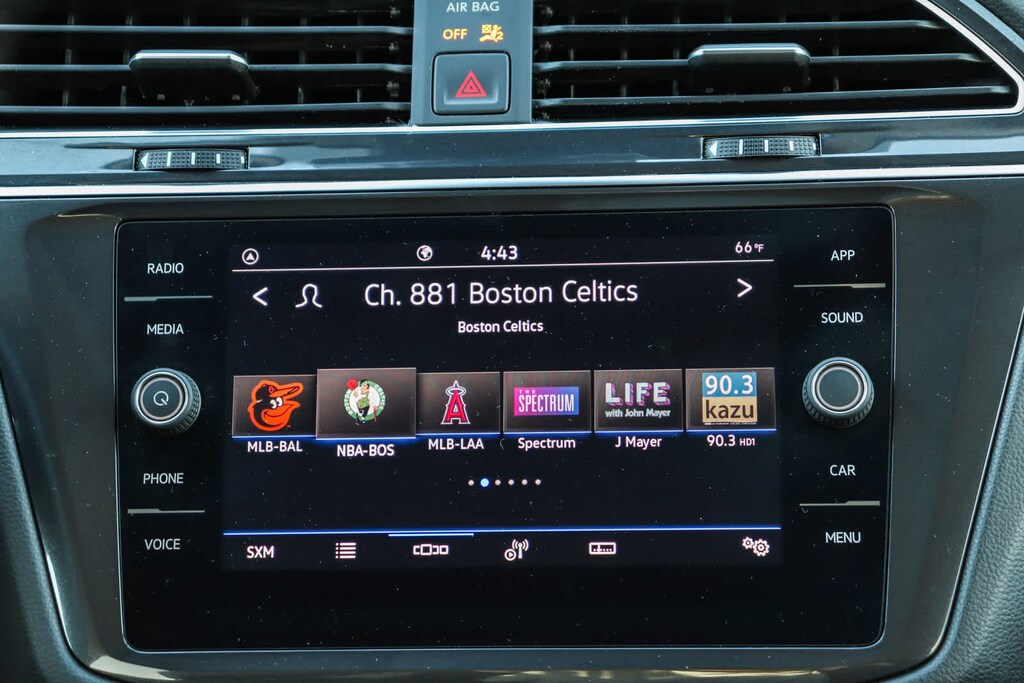 AIR BAG
OFF
RADIO
MEDIA
PHONE
VOICE
4:43
66°F
< Ch. 881 Boston Celtics >
Boston Celtics
THE
SPECTRUM
LIFE
with John Mayer
90.3
kazu
MLB-BAL
NBA-BOS
MLB-LAA
Spectrum
J Mayer
90.3 HD1
SXM
APP
SOUND
CAR
MENU